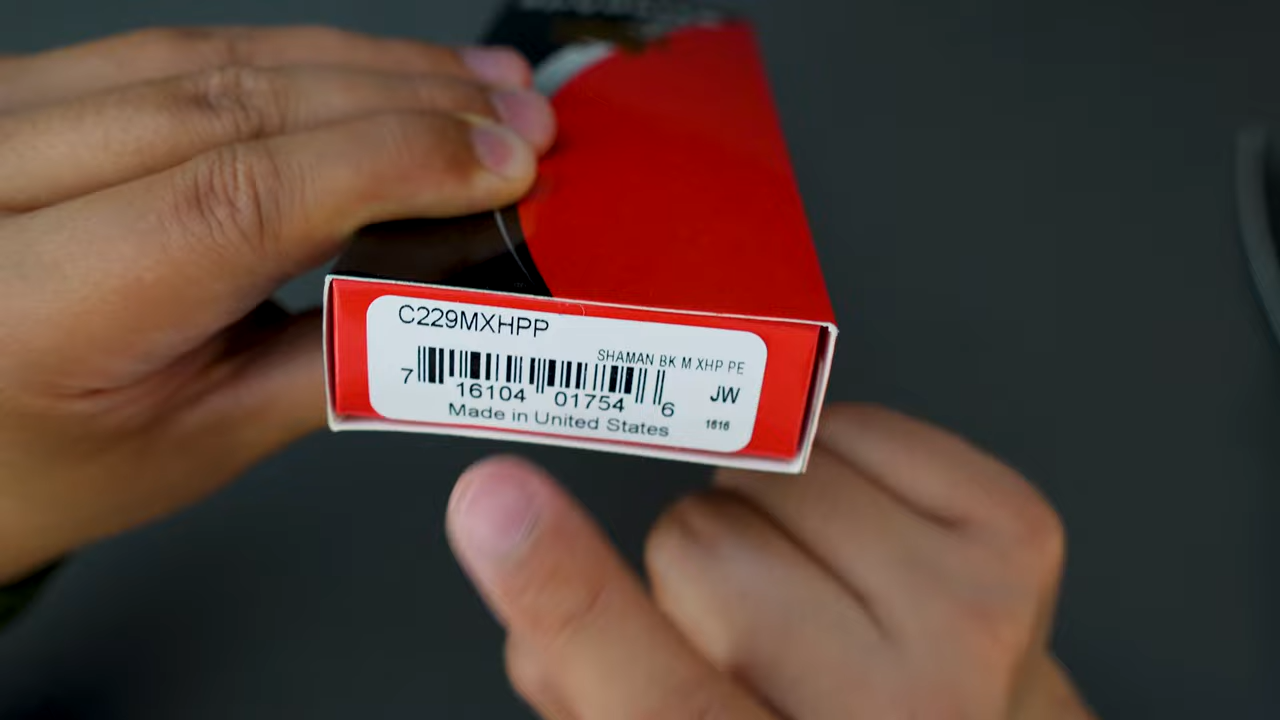 C229MXHPP
SHAMAN BK M XHP PE
7 16104 01754 6
JW
Made in United States
1616